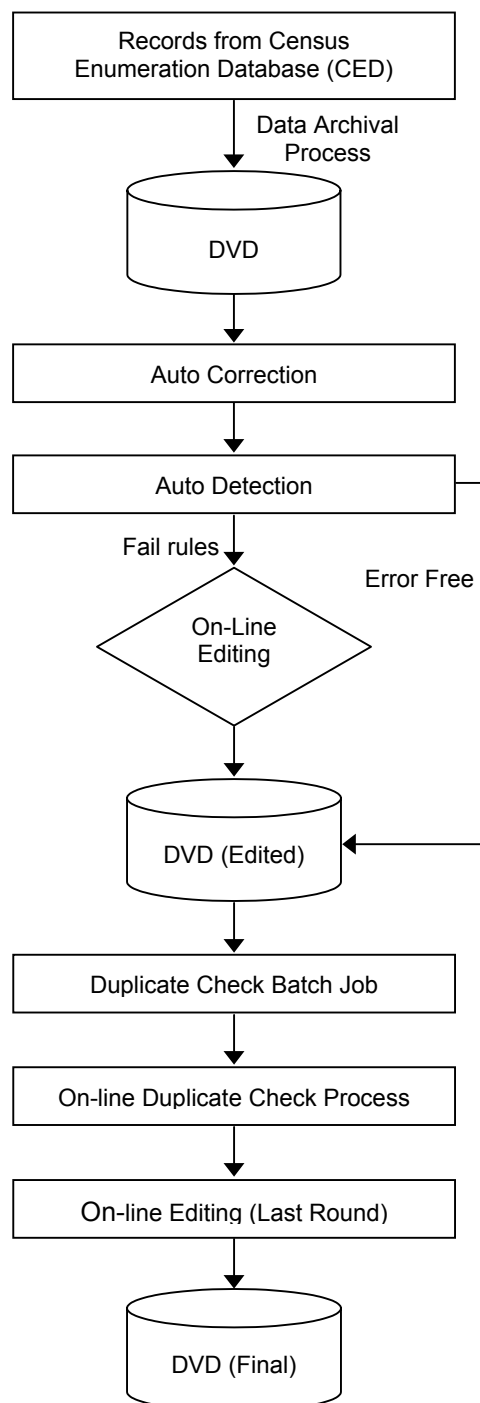 Records from Census
Enumeration Database (CED)
Data Archival
Process
DVD
Auto Correction
Auto Detection
Fail rules
Error Free
On-Line
Editing
DVD (Edited)
Duplicate Check Batch Job
On-line Duplicate Check Process
On-line Editing (Last Round)
DVD (Final)